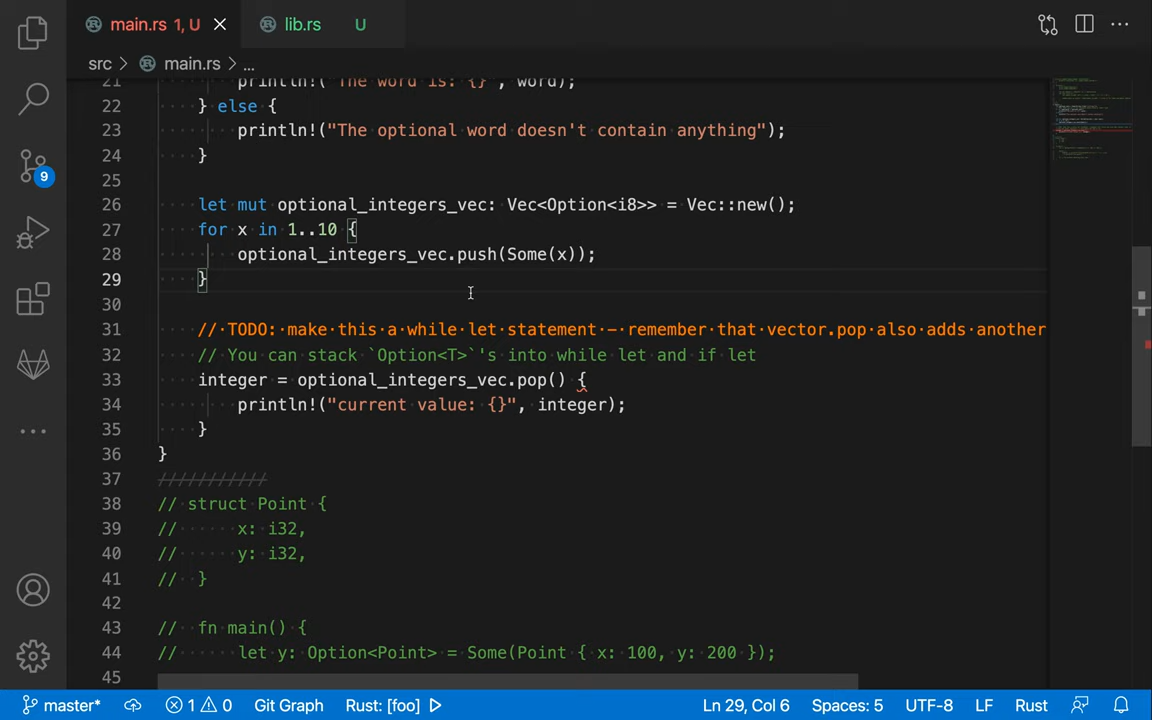 main.rs 1, U
lib.rs U
src > main.rs > ...
21 println!("The word is: {}", word);
22 } else {
23 println!("The optional word doesn't contain anything");
24 }
25
26 let mut optional_integers_vec: Vec<Option<i8>> = Vec::new();
27 for x in 1..10 {
28 optional_integers_vec.push(Some(x));
29 }
30
31 // TODO: make this a while let statement - remember that vector.pop also adds another
32 // You can stack `Option<T>`'s into while let and if let
33 integer = optional_integers_vec.pop() {
34 println!("current value: {}", integer);
35 }
36 }
37 ///////////
38 // struct Point {
39 // x: i32,
40 // y: i32,
41 // }
42
43 // fn main() {
44 // let y: Option<Point> = Some(Point { x: 100, y: 200 });
45
9
master* 1 0 Git Graph Rust: [foo] Ln 29, Col 6 Spaces: 5 UTF-8 LF Rust